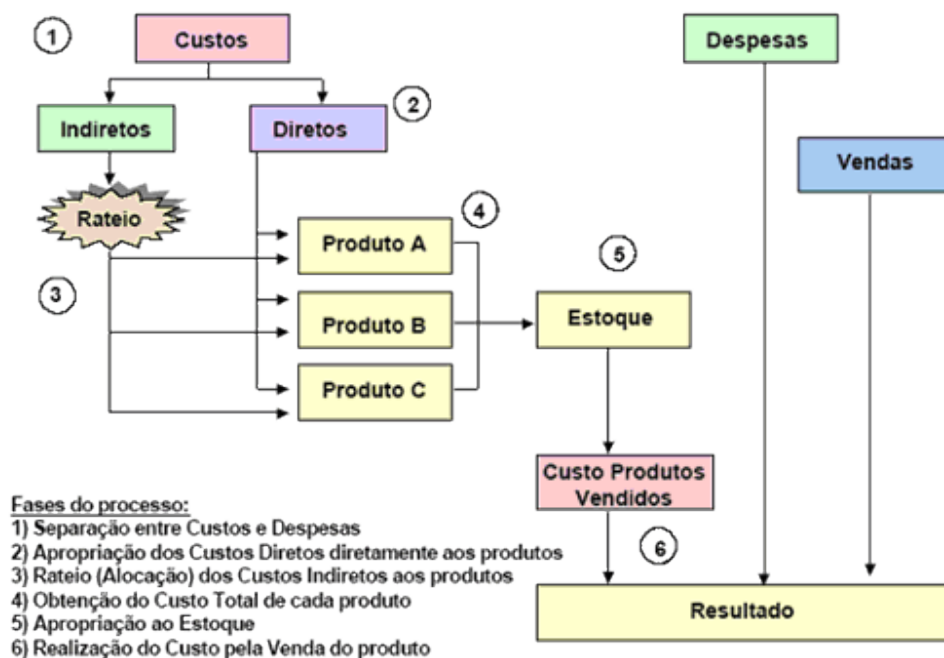 1
Custos
Despesas
Indiretos
Diretos
2
Vendas
Rateio
4
Produto A
5
3
Produto B
Estoque
Produto C
Custo Produtos
Vendidos
6
Resultado
Fases do processo:
1) Separação entre Custos e Despesas
2) Apropriação dos Custos Diretos diretamente aos produtos
3) Rateio (Alocação) dos Custos Indiretos aos produtos
4) Obtenção do Custo Total de cada produto
5) Apropriação ao Estoque
6) Realização do Custo pela Venda do produto